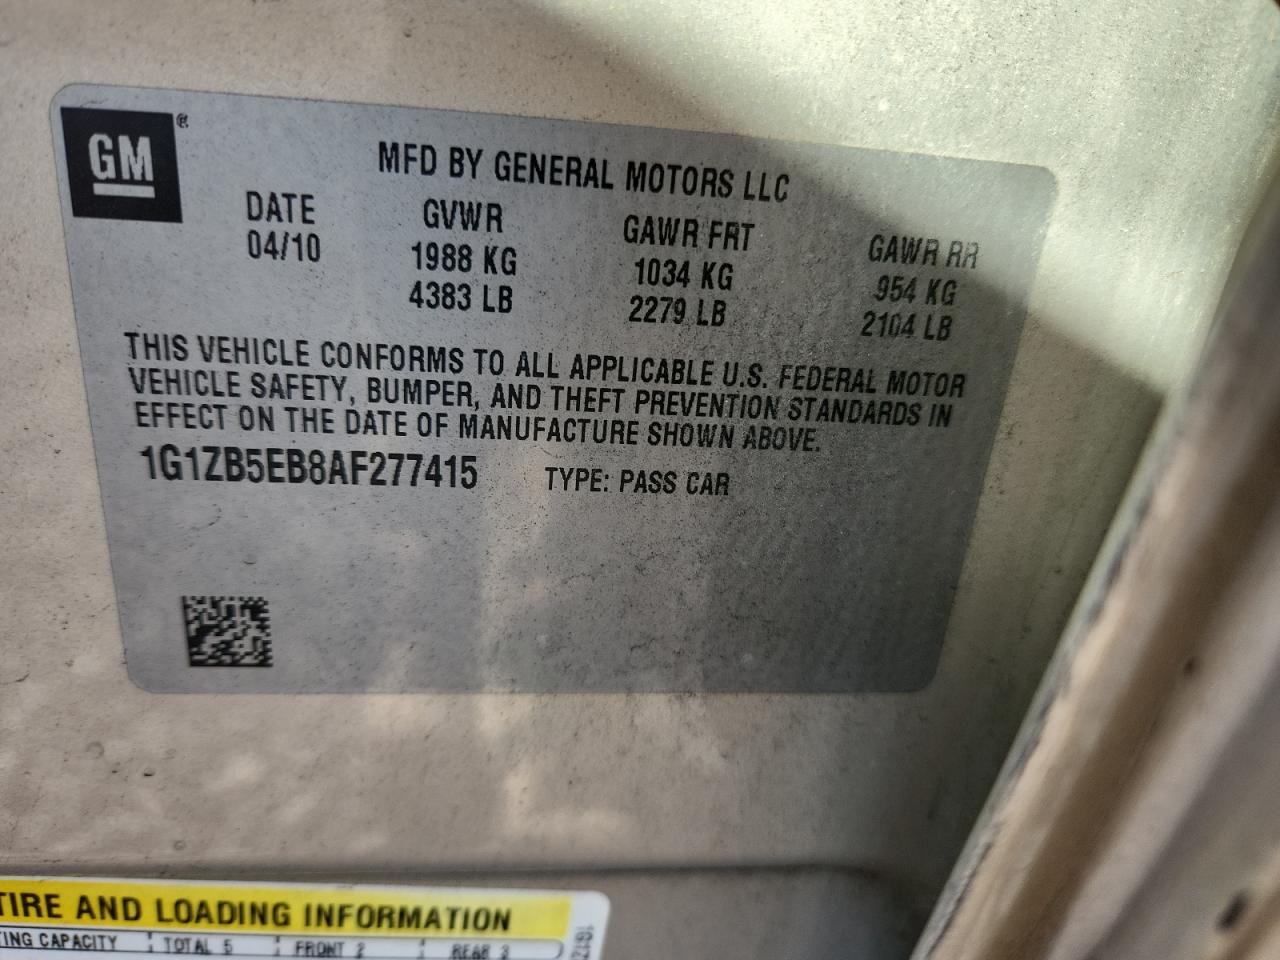 GM®
MFD BY GENERAL MOTORS LLC
DATE GVWR GAWR FRT GAWR RR
04/10 1988 KG 1034 KG 954 KG
4383 LB 2279 LB 2104 LB
THIS VEHICLE CONFORMS TO ALL APPLICABLE U.S. FEDERAL MOTOR
VEHICLE SAFETY, BUMPER, AND THEFT PREVENTION STANDARDS IN
EFFECT ON THE DATE OF MANUFACTURE SHOWN ABOVE.
1G1ZB5EB8AF277415 TYPE: PASS CAR
TIRE AND LOADING INFORMATION
CAPACITY TOTAL 5 FRONT 2 REAR 3